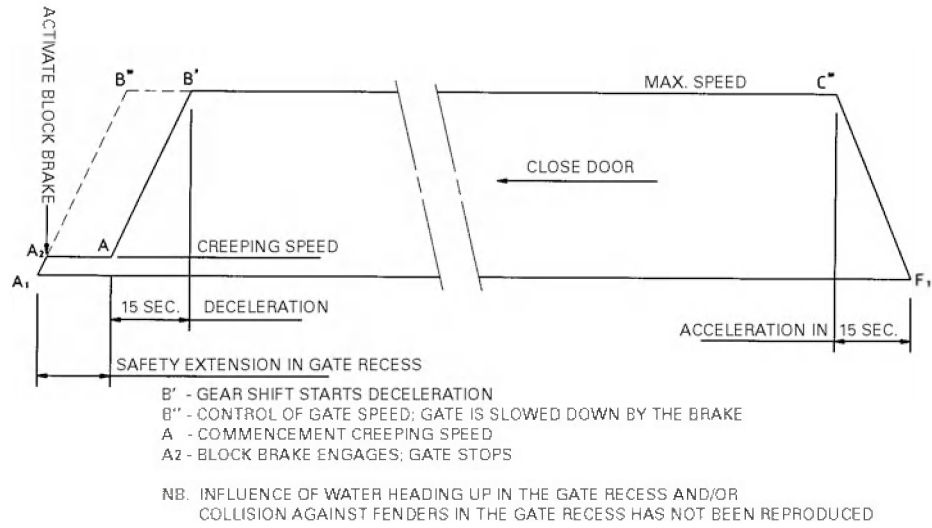 ACTIVATE BLOCK BRAKE
B" B' MAX. SPEED C"
CLOSE DOOR
A2 A CREEPING SPEED
A1 F1
15 SEC. DECELERATION ACCELERATION IN 15 SEC.
SAFETY EXTENSION IN GATE RECESS
B' - GEAR SHIFT STARTS DECELERATION
B" - CONTROL OF GATE SPEED; GATE IS SLOWED DOWN BY THE BRAKE
A - COMMENCEMENT CREEPING SPEED
A2 - BLOCK BRAKE ENGAGES; GATE STOPS
NB. INFLUENCE OF WATER HEADING UP IN THE GATE RECESS AND/OR
COLLISION AGAINST FENDERS IN THE GATE RECESS HAS NOT BEEN REPRODUCED